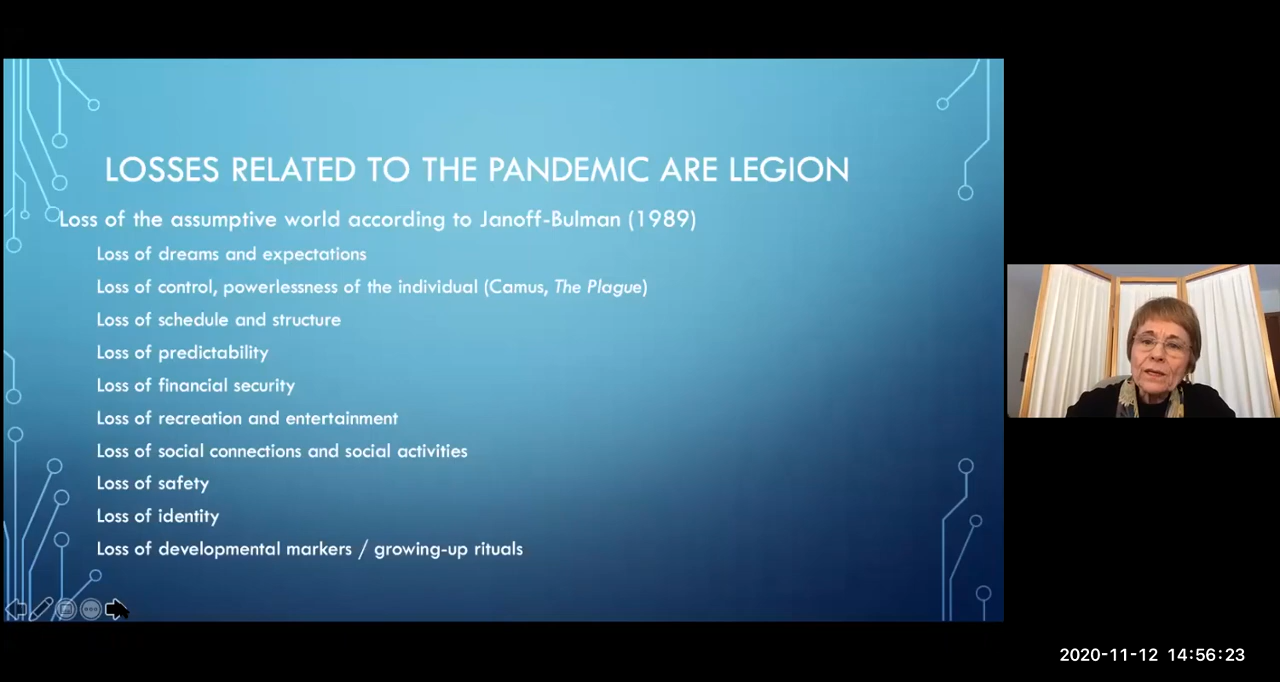 LOSSES RELATED TO THE PANDEMIC ARE LEGION
Loss of the assumptive world according to Janoff-Bulman (1989)
Loss of dreams and expectations
Loss of control, powerlessness of the individual (Camus, The Plague)
Loss of schedule and structure
Loss of predictability
Loss of financial security
Loss of recreation and entertainment
Loss of social connections and social activities
Loss of safety
Loss of identity
Loss of developmental markers / growing-up rituals
2020-11-12 14:56:23